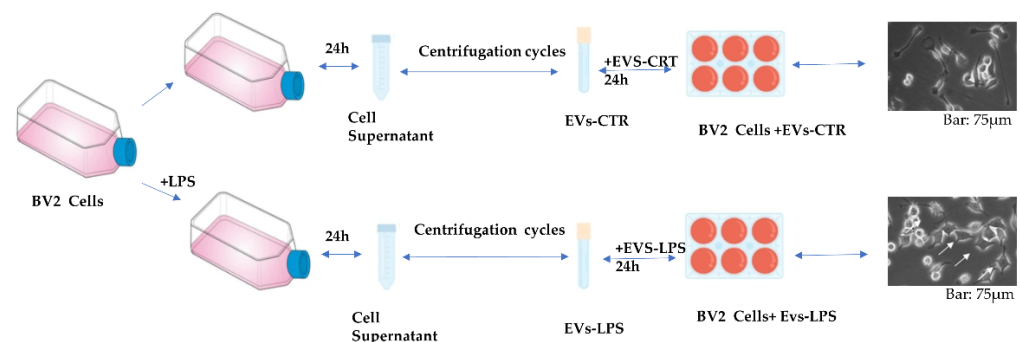 24h
Centrifugation cycles
+EVS-CRT
24h
Cell
Supernatant
EVs-CTR
BV2 Cells +EVs-CTR
Bar: 75µm
BV2 Cells
+LPS
24h
Centrifugation cycles
+EVS-LPS
24h
Cell
Supernatant
EVs-LPS
BV2 Cells+ Evs-LPS
Bar: 75µm